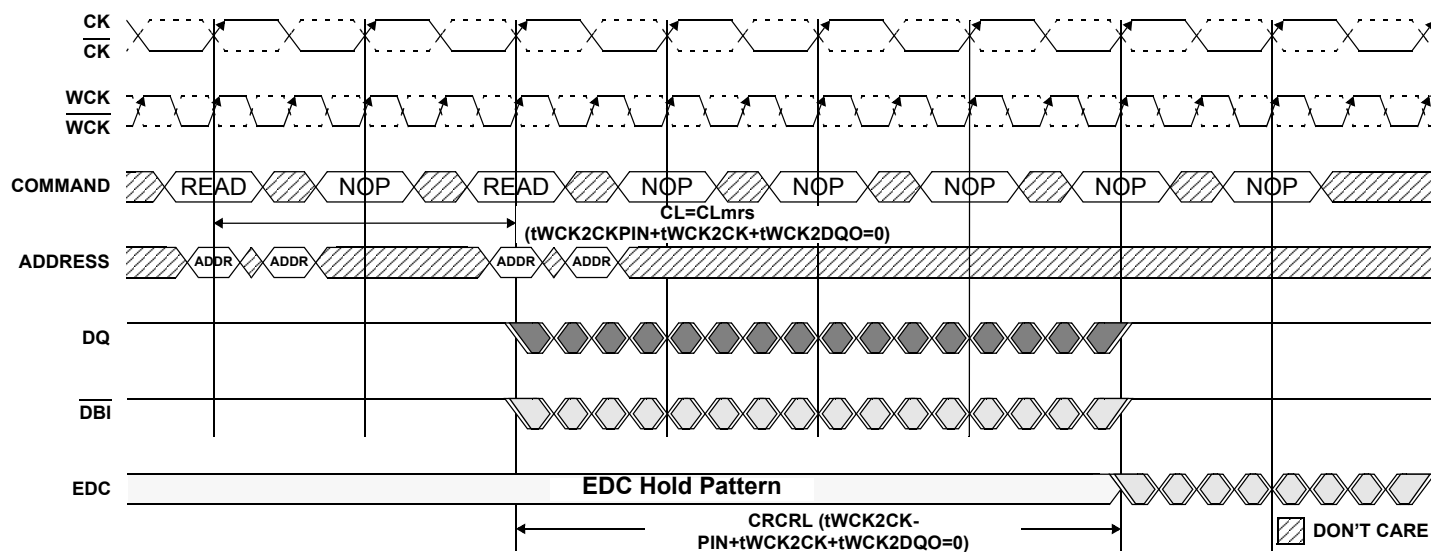 CK
CK
WCK
WCK
COMMAND
READ NOP READ NOP NOP NOP NOP NOP
CL=CLmrs
(tWCK2CKPIN+tWCK2CK+tWCK2DQO=0)
ADDRESS
ADDR ADDR ADDR ADDR
DQ
DBI
EDC
EDC Hold Pattern
CRCRL (tWCK2CK-
PIN+tWCK2CK+tWCK2DQO=0)
DON'T CARE